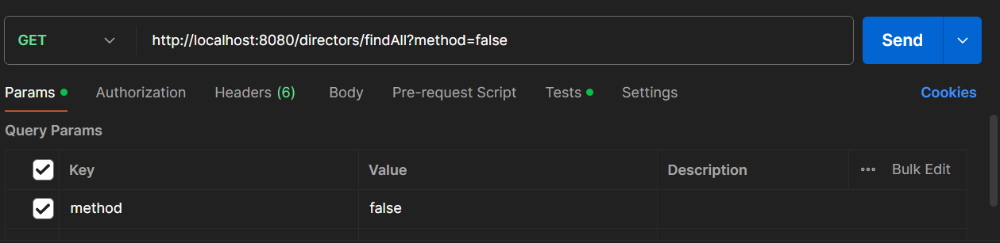 GET http://localhost:8080/directors/findAll?method=false Send
Params Authorization Headers (6) Body Pre-request Script Tests Settings Cookies
Query Params
Key Value Description Bulk Edit
method false